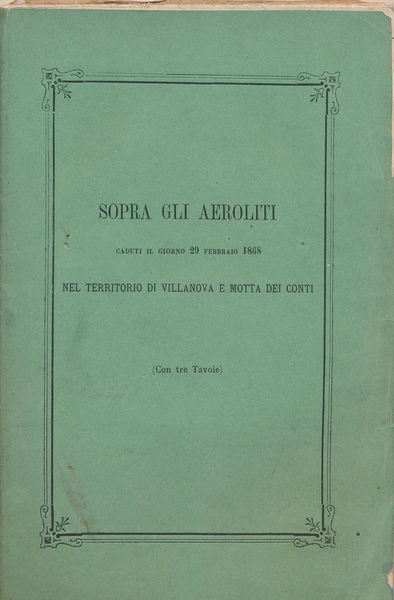 SOPRA GLI AEROLITI
CADUTI IL GIORNO 29 FEBBRAIO 1868
NEL TERRITORIO DI VILLANOVA E MOTTA DEI CONTI
(Con tre Tavole)